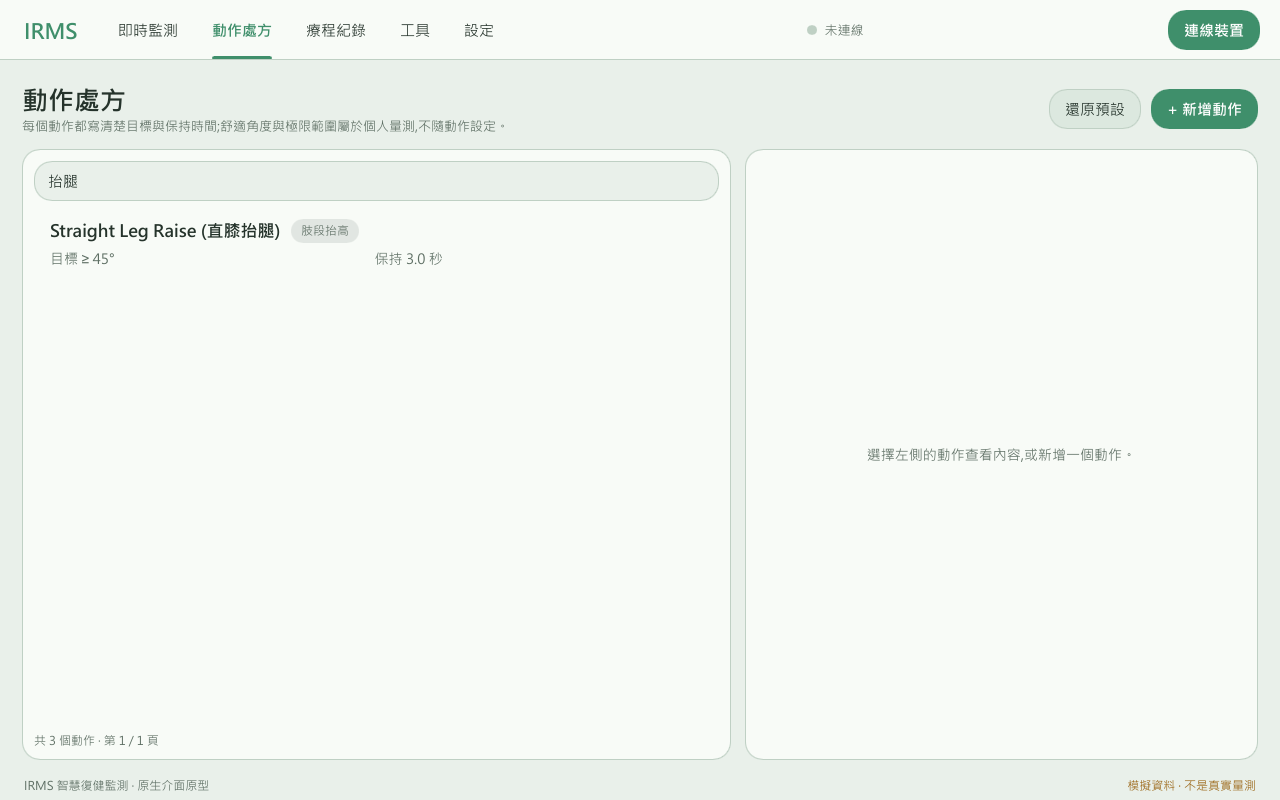 IRMS
即時監測
動作處方
療程紀錄
工具
設定
未連線
連線裝置
動作處方
每個動作都寫清楚目標與保持時間;舒適角度與極限範圍屬於個人量測,不隨動作設定。
還原預設
+ 新增動作
抬腿
Straight Leg Raise (直膝抬腿)
肢段抬高
目標 ≥ 45°
保持 3.0 秒
共 3 個動作 · 第 1 / 1 頁
選擇左側的動作查看內容,或新增一個動作。
IRMS 智慧復健監測 · 原生介面原型
模擬資料 · 不是真實量測